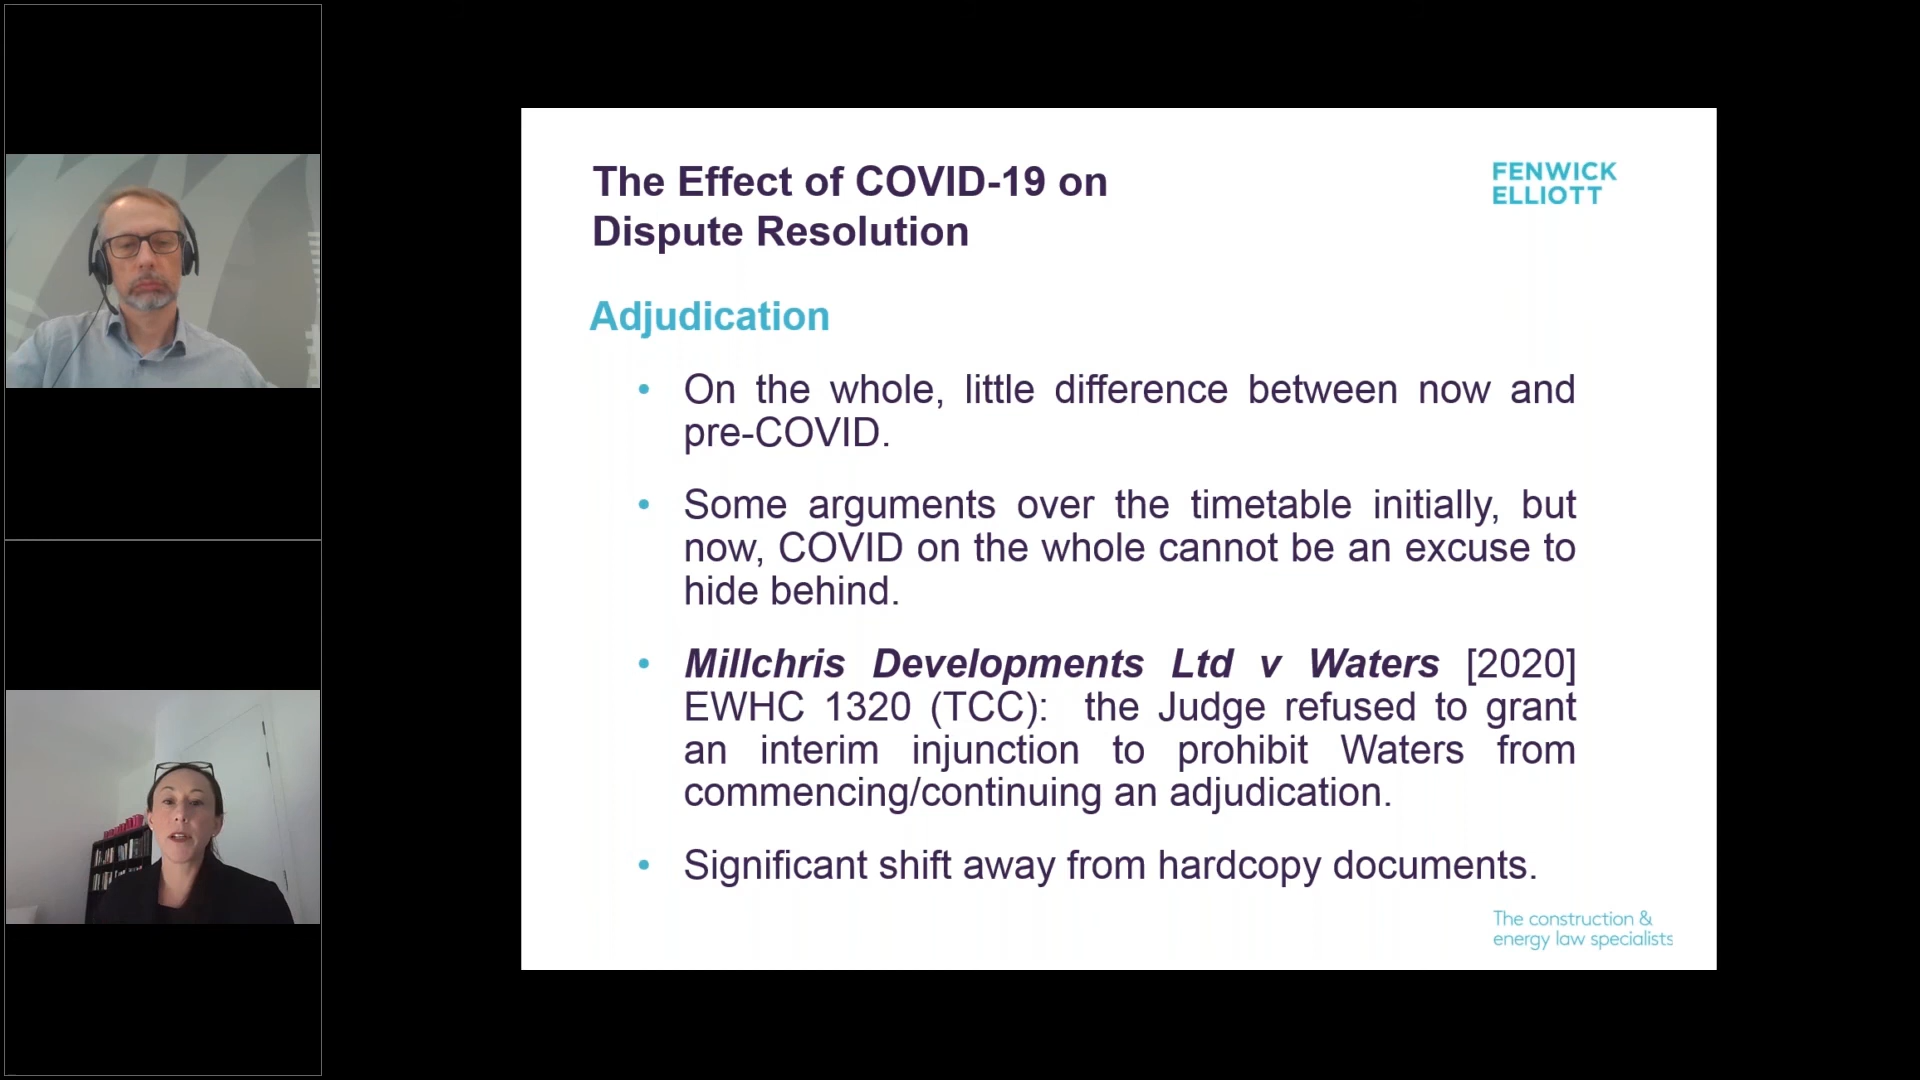 The Effect of COVID-19 on
Dispute Resolution
FENWICK
ELLIOTT
Adjudication
• On the whole, little difference between now and
pre-COVID.
• Some arguments over the timetable initially, but
now, COVID on the whole cannot be an excuse to
hide behind.
• Millchris Developments Ltd v Waters [2020]
EWHC 1320 (TCC): the Judge refused to grant
an interim injunction to prohibit Waters from
commencing/continuing an adjudication.
• Significant shift away from hardcopy documents.
The construction &
energy law specialists